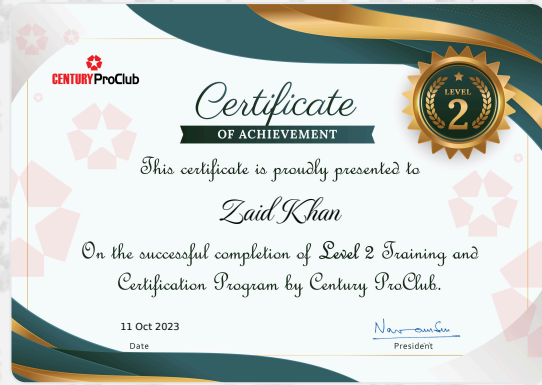 CENTURY ProClub
Certificate
OF ACHIEVEMENT
LEVEL
2
This certificate is proudly presented to
Zaid Khan
On the successful completion of Level 2 Training and
Certification Program by Century ProClub.
11 Oct 2023
Date
President